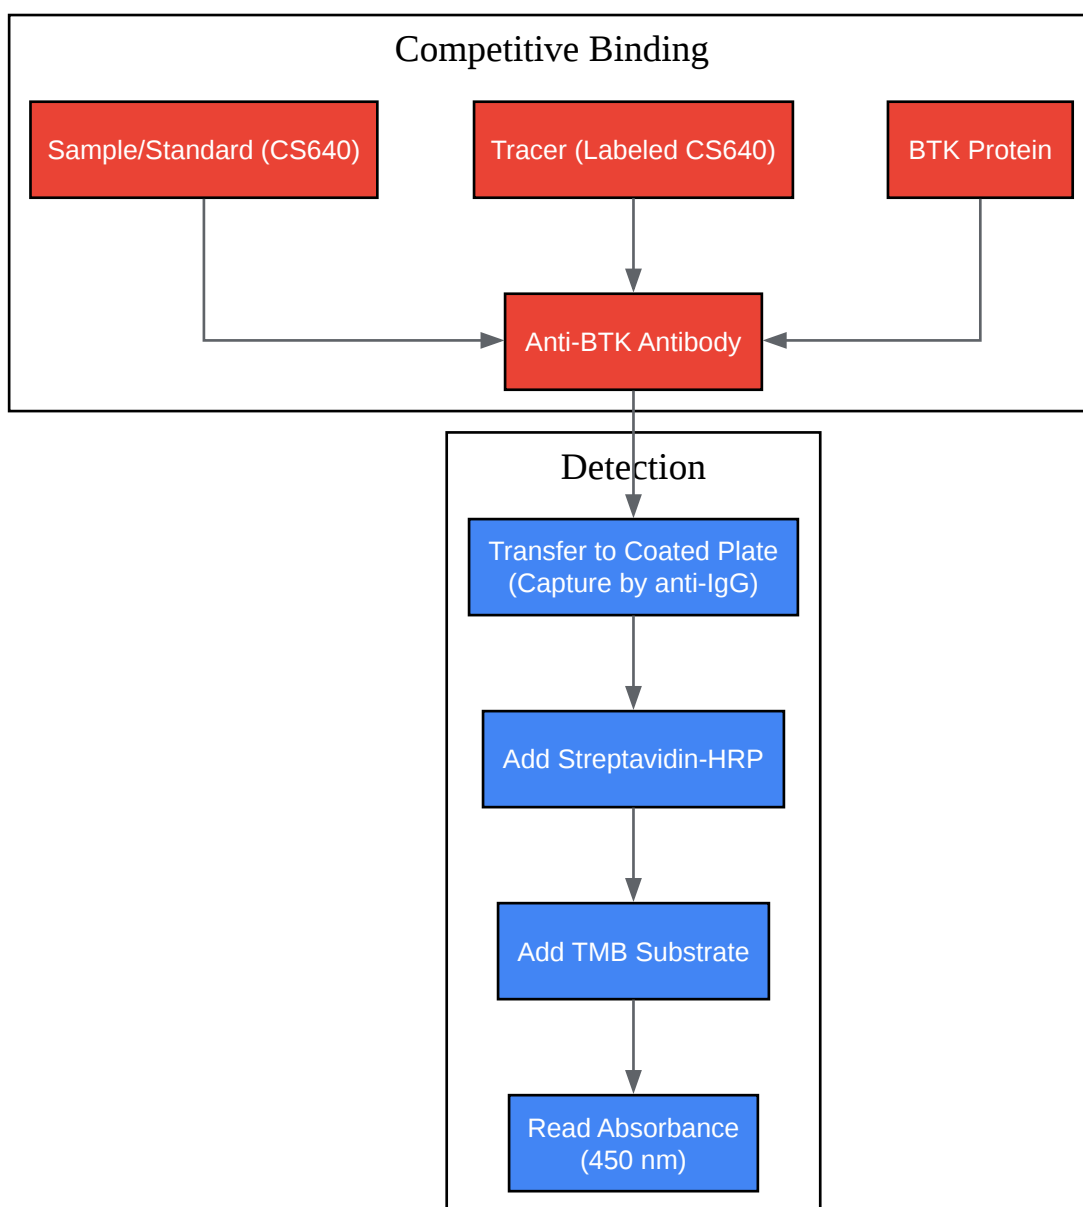 Competitive Binding
Sample/Standard (CS640)
Tracer (Labeled CS640)
BTK Protein
Anti-BTK Antibody
Detection
Transfer to Coated Plate
(Capture by anti-IgG)
Add Streptavidin-HRP
Add TMB Substrate
Read Absorbance
(450 nm)